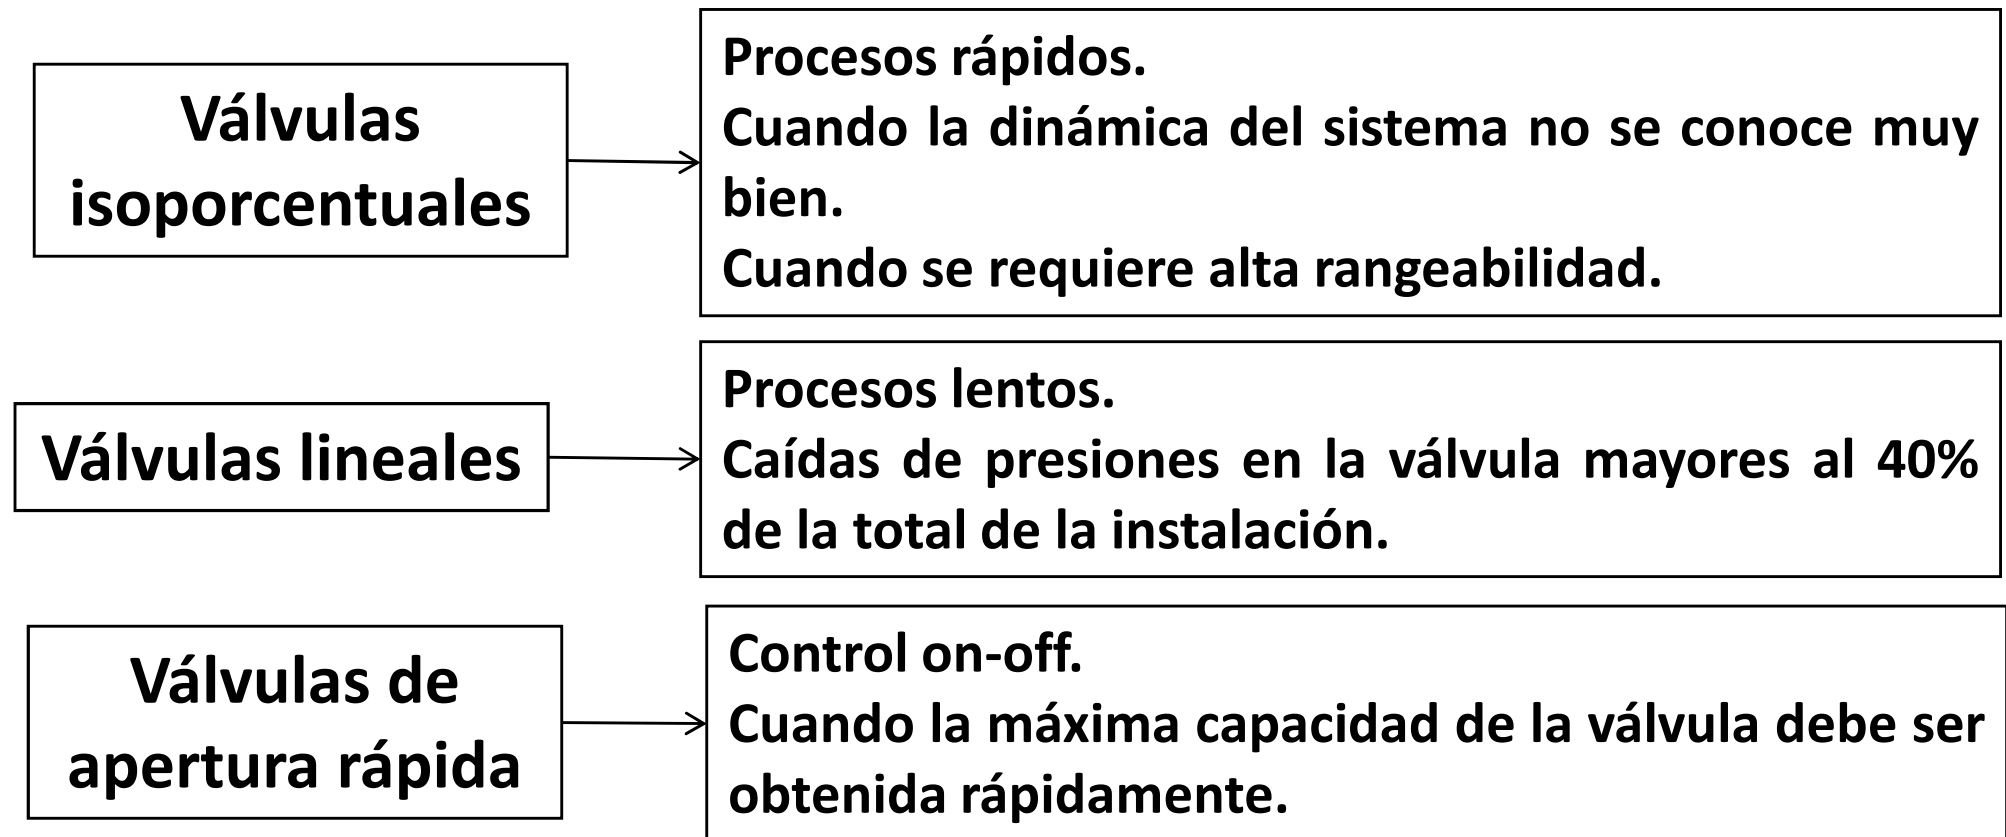 Válvulas
isoporcentuales
Procesos rápidos.
Cuando la dinámica del sistema no se conoce muy
bien.
Cuando se requiere alta rangeabilidad.
Válvulas lineales
Procesos lentos.
Caídas de presiones en la válvula mayores al 40%
de la total de la instalación.
Válvulas de
apertura rápida
Control on-off.
Cuando la máxima capacidad de la válvula debe ser
obtenida rápidamente.